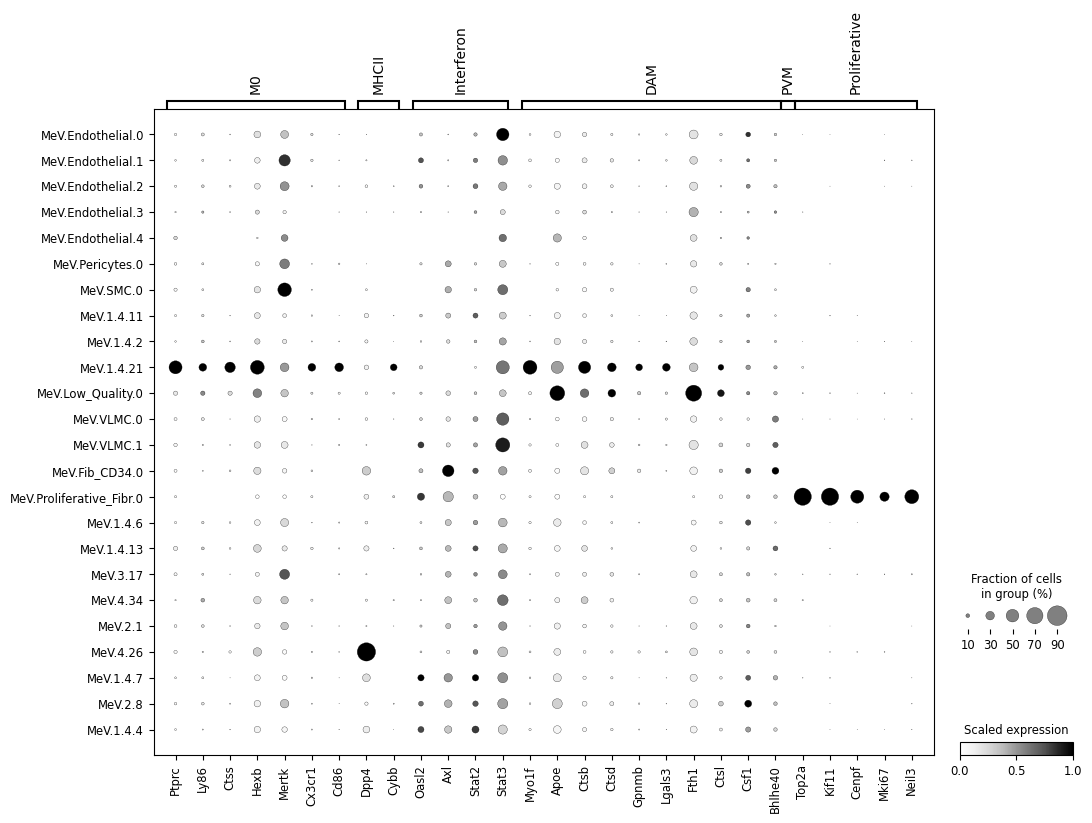 M0
MHCII
Interferon
DAM
PVM
Proliferative
MeV.Endothelial.0
MeV.Endothelial.1
MeV.Endothelial.2
MeV.Endothelial.3
MeV.Endothelial.4
MeV.Pericytes.0
MeV.SMC.0
MeV.1.4.11
MeV.1.4.2
MeV.1.4.21
MeV.Low_Quality.0
MeV.VLMC.0
MeV.VLMC.1
MeV.Fib_CD34.0
MeV.Proliferative_Fibr.0
MeV.1.4.6
MeV.1.4.13
MeV.3.17
MeV.4.34
MeV.2.1
MeV.4.26
MeV.1.4.7
MeV.2.8
MeV.1.4.4
Ptprc
Ly86
Ctss
Hexb
Mertk
Cx3cr1
Cd86
Dpp4
Cybb
Oasl2
Axl
Stat2
Stat3
Myo1f
Apoe
Ctsb
Ctsd
Gpnmb
Lgals3
Fth1
Ctsl
Csf1
Bhlhe40
Top2a
Kif11
Cenpf
Mki67
Neil3
Fraction of cells
in group (%)
10 30 50 70 90
Scaled expression
0.0 0.5 1.0